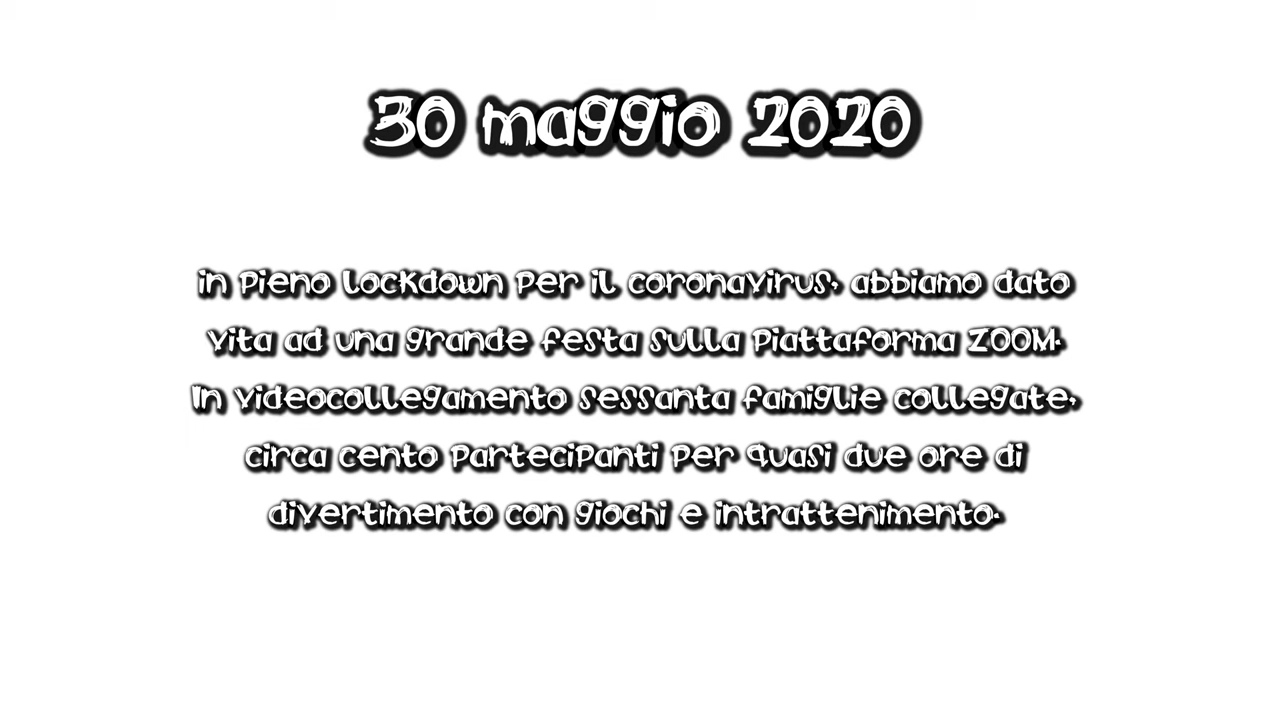 30 maggio 2020
in pieno lockdown per il coronavirus, abbiamo dato
vita ad una grande festa sulla piattaforma ZOOM.
In videocollegamento sessanta famiglie collegate,
circa cento partecipanti per quasi due ore di
divertimento con giochi e intrattenimento.